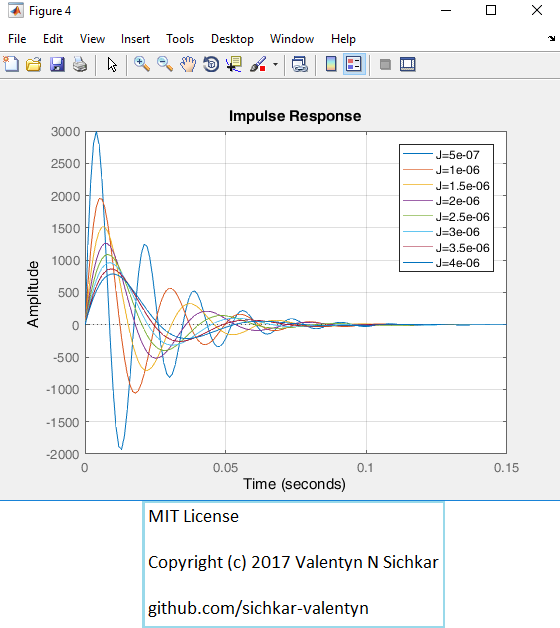 Figure 4
File Edit View Insert Tools Desktop Window Help
Impulse Response
3000
2500
2000
1500
1000
500
0
-500
-1000
-1500
-2000
Amplitude
J=5e-07
J=1e-06
J=1.5e-06
J=2e-06
J=2.5e-06
J=3e-06
J=3.5e-06
J=4e-06
0 0.05 0.1 0.15
Time (seconds)
MIT License
Copyright (c) 2017 Valentyn N Sichkar
github.com/sichkar-valentyn